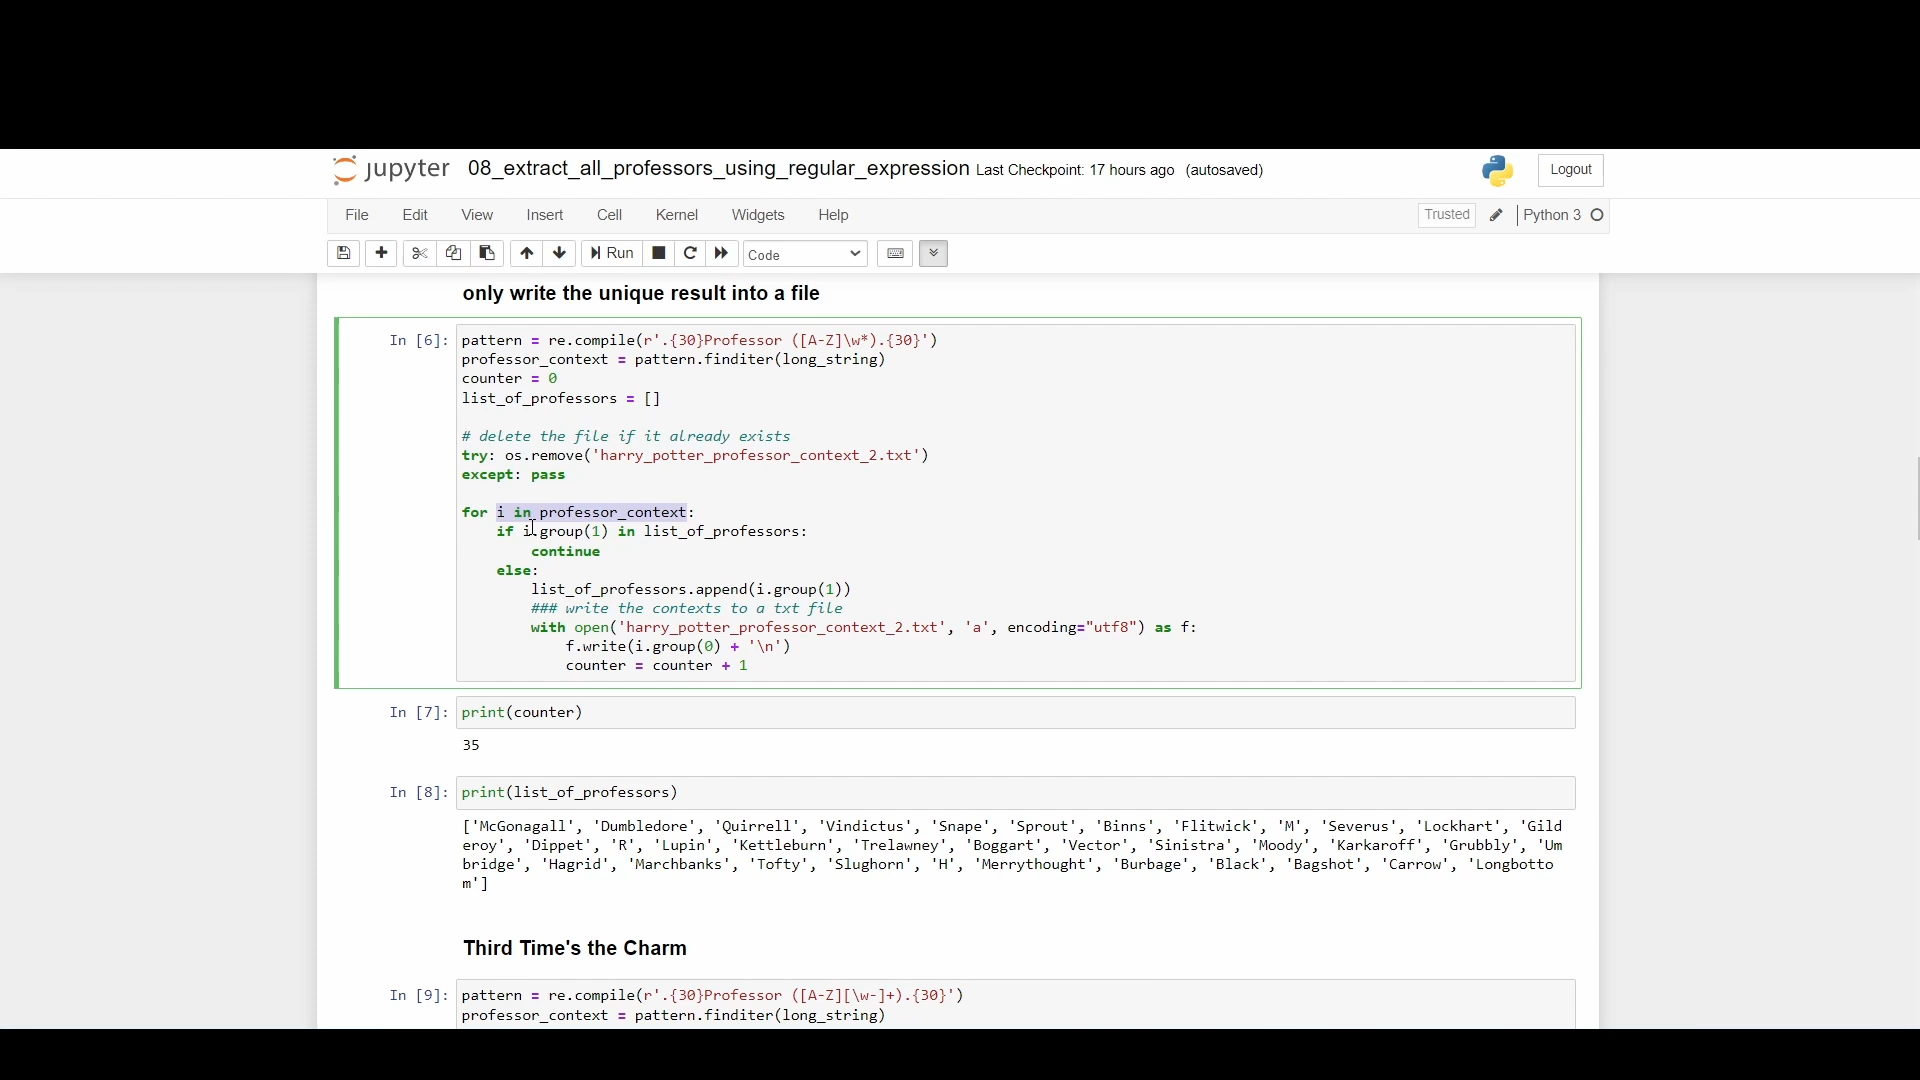 jupyter 08_extract_all_professors_using_regular_expression Last Checkpoint: 17 hours ago (autosaved) Logout
File Edit View Insert Cell Kernel Widgets Help Trusted Python 3
Run Code
only write the unique result into a file
In [6]: pattern = re.compile(r'.{30}Professor ([A-Z]\w*).{30}')
professor_context = pattern.finditer(long_string)
counter = 0
list_of_professors = []
# delete the file if it already exists
try: os.remove('harry_potter_professor_context_2.txt')
except: pass
for i in professor_context:
if i.group(1) in list_of_professors:
continue
else:
list_of_professors.append(i.group(1))
### write the contexts to a txt file
with open('harry_potter_professor_context_2.txt', 'a', encoding="utf8") as f:
f.write(i.group(0) + '\n')
counter = counter + 1
In [7]: print(counter)
35
In [8]: print(list_of_professors)
['McGonagall', 'Dumbledore', 'Quirrell', 'Vindictus', 'Snape', 'Sprout', 'Binns', 'Flitwick', 'M', 'Severus', 'Lockhart', 'Gild
eroy', 'Dippet', 'R', 'Lupin', 'Kettleburn', 'Trelawney', 'Boggart', 'Vector', 'Sinistra', 'Moody', 'Karkaroff', 'Grubbly', 'Um
bridge', 'Hagrid', 'Marchbanks', 'Tofty', 'Slughorn', 'H', 'Merrythought', 'Burbage', 'Black', 'Bagshot', 'Carrow', 'Longbotto
m']
Third Time's the Charm
In [9]: pattern = re.compile(r'.{30}Professor ([A-Z][\w-]+).{30}')
professor_context = pattern.finditer(long_string)